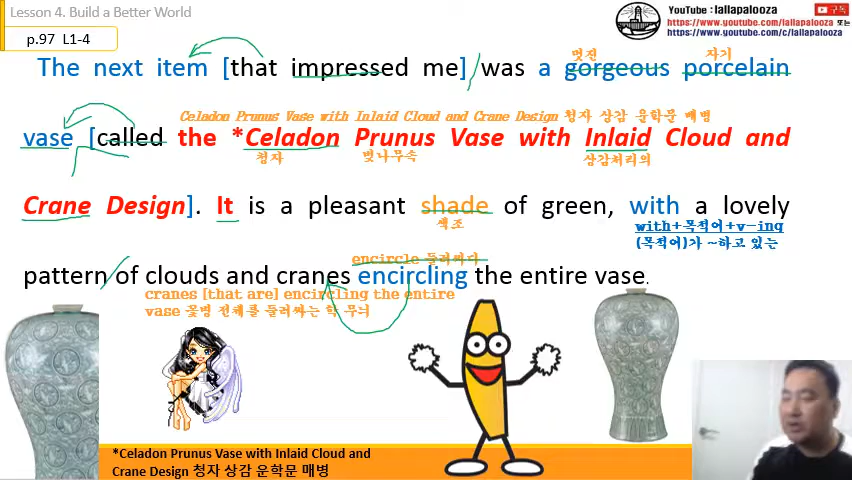 Lesson 4. Build a Better World
p.97 L1-4
YouTube : lallapalooza
구독
https://www.youtube.com/lallapalooza 또는
https://www.youtube.com/c/lallapalooza
멋진 자기
The next item [that impressed me] was a gorgeous porcelain
Celadon Prunus Vase with Inlaid Cloud and Crane Design 청자 상감 운학문 매병
vase [called the *Celadon Prunus Vase with Inlaid Cloud and
청자 벚나무속 상감처리의
Crane Design]. It is a pleasant shade of green, with a lovely
색조 with+목적어+v-ing
(목적어)가 ~하고 있는
encircle 둘러싸다
pattern of clouds and cranes encircling the entire vase.
cranes [that are] encircling the entire
vase 꽃병 전체를 둘러싸는 학 무늬
*Celadon Prunus Vase with Inlaid Cloud and
Crane Design 청자 상감 운학문 매병